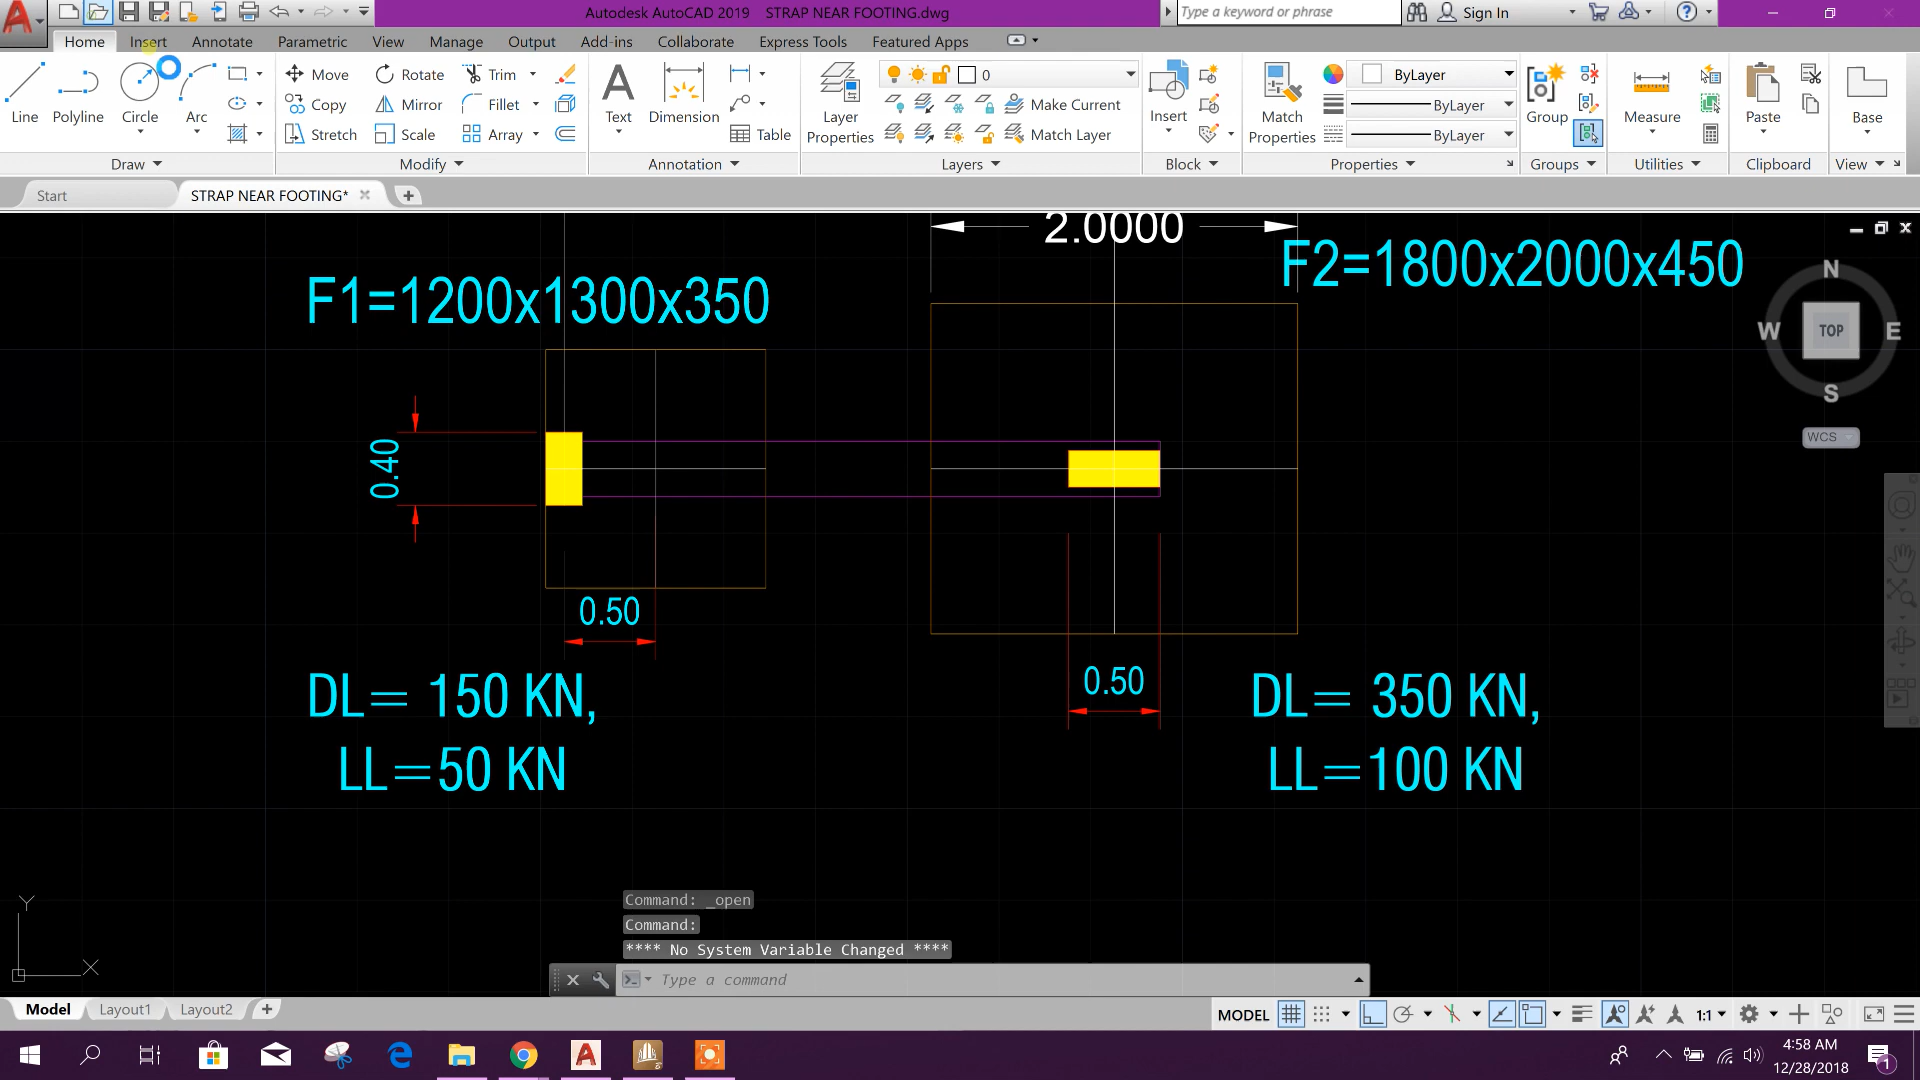 Autodesk AutoCAD 2019 STRAP NEAR FOOTING.dwg
Type a keyword or phrase
Sign In
Home Insert Annotate Parametric View Manage Output Add-ins Collaborate Express Tools Featured Apps
Line Polyline Circle Arc
Move Rotate Trim
Copy Mirror Fillet
Stretch Scale Array
Text Dimension Table
Layer Properties
0
Make Current
Match Layer
Insert
Match Properties
ByLayer
ByLayer
ByLayer
Group
Measure
Paste
Base
Draw Modify Annotation Layers Block Properties Groups Utilities Clipboard View
Start STRAP NEAR FOOTING*
2.0000
F1=1200x1300x350
F2=1800x2000x450
N
W TOP E
S
WCS
0.40
0.50
0.50
DL= 150 KN,
LL=50 KN
DL= 350 KN,
LL=100 KN
Y
X
Command: _open
Command:
**** No System Variable Changed ****
Type a command
Model Layout1 Layout2
MODEL 1:1
4:58 AM
12/28/2018
1